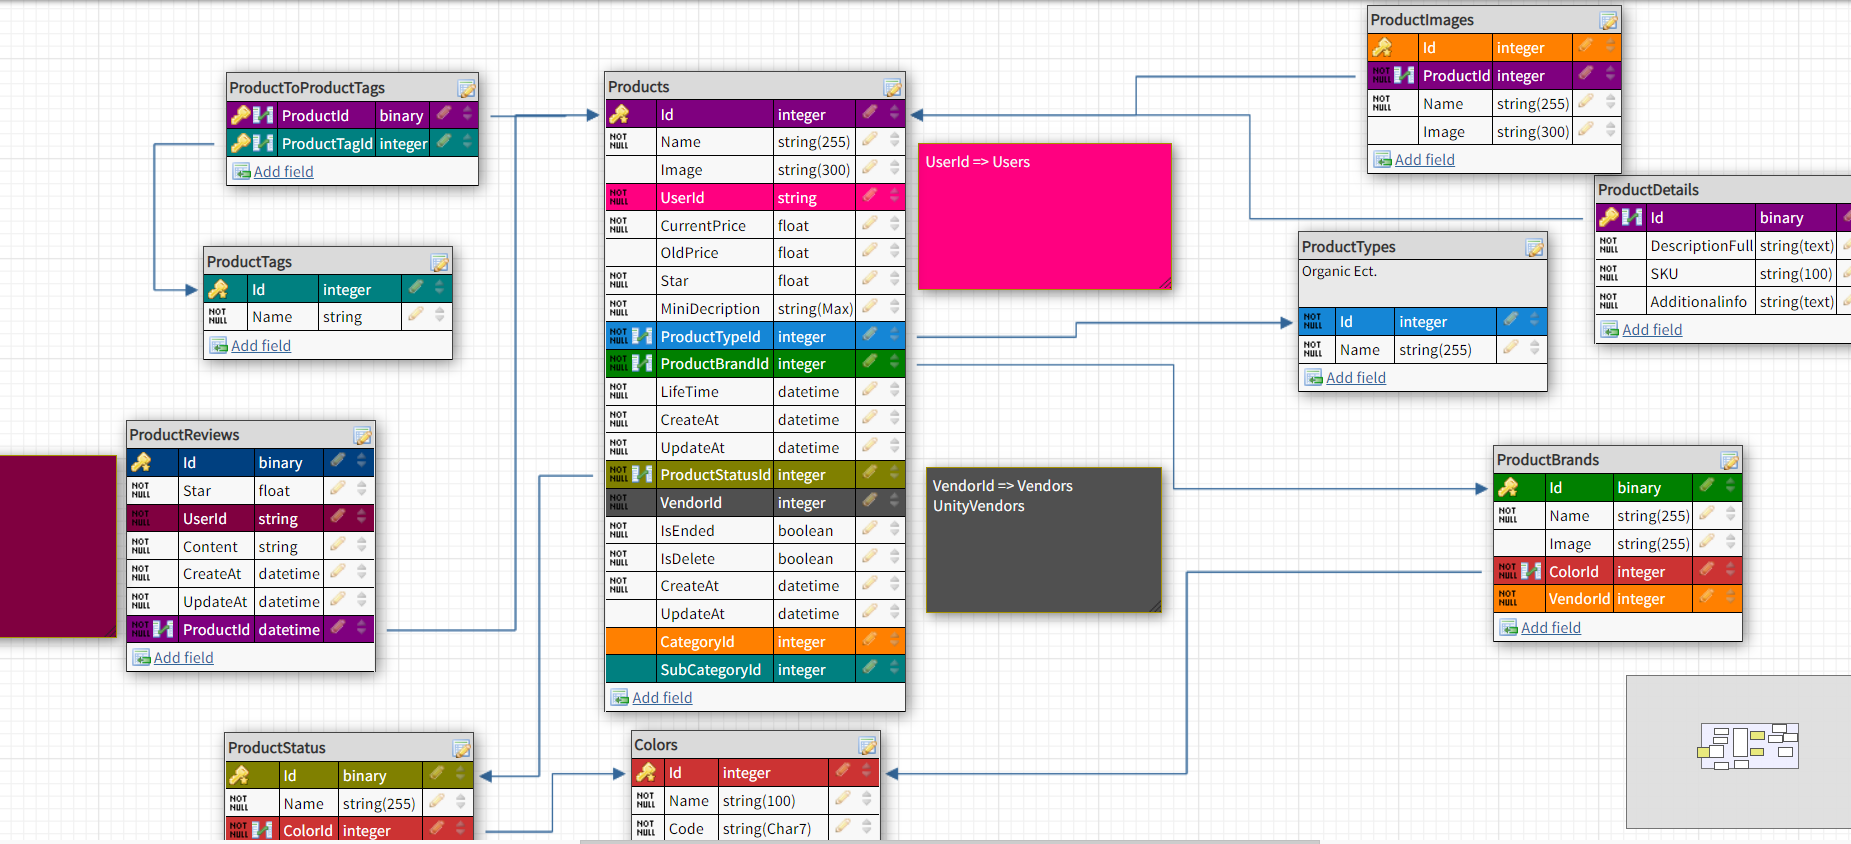 ProductToProductTags
ProductId binary
ProductTagId integer
Add field
ProductTags
Id integer
NOT NULL Name string
Add field
ProductReviews
Id binary
NOT NULL Star float
NOT NULL UserId string
NOT NULL Content string
NOT NULL CreateAt datetime
NOT NULL UpdateAt datetime
NOT NULL ProductId datetime
Add field
ProductStatus
Id binary
NOT NULL Name string(255)
NOT NULL ColorId integer
Products
Id integer
NOT NULL Name string(255)
Image string(300)
NOT NULL UserId string
NOT NULL CurrentPrice float
OldPrice float
NOT NULL Star float
NOT NULL MiniDecription string(Max)
NOT NULL ProductTypeId integer
NOT NULL ProductBrandId integer
NOT NULL LifeTime datetime
NOT NULL CreateAt datetime
NOT NULL UpdateAt datetime
NOT NULL ProductStatusId integer
NOT NULL VendorId integer
NOT NULL IsEnded boolean
NOT NULL IsDelete boolean
NOT NULL CreateAt datetime
UpdateAt datetime
CategoryId integer
SubCategoryId integer
Add field
Colors
Id integer
NOT NULL Name string(100)
NOT NULL Code string(Char7)
UserId => Users
VendorId => Vendors
UnityVendors
ProductImages
Id integer
NOT NULL ProductId integer
NOT NULL Name string(255)
Image string(300)
Add field
ProductDetails
Id binary
NOT NULL DescriptionFull string(text)
NOT NULL SKU string(100)
NOT NULL Additionalinfo string(text)
Add field
ProductTypes
Organic Ect.
NOT NULL Id integer
NOT NULL Name string(255)
Add field
ProductBrands
Id binary
NOT NULL Name string(255)
Image string(255)
NOT NULL ColorId integer
NOT NULL VendorId integer
Add field